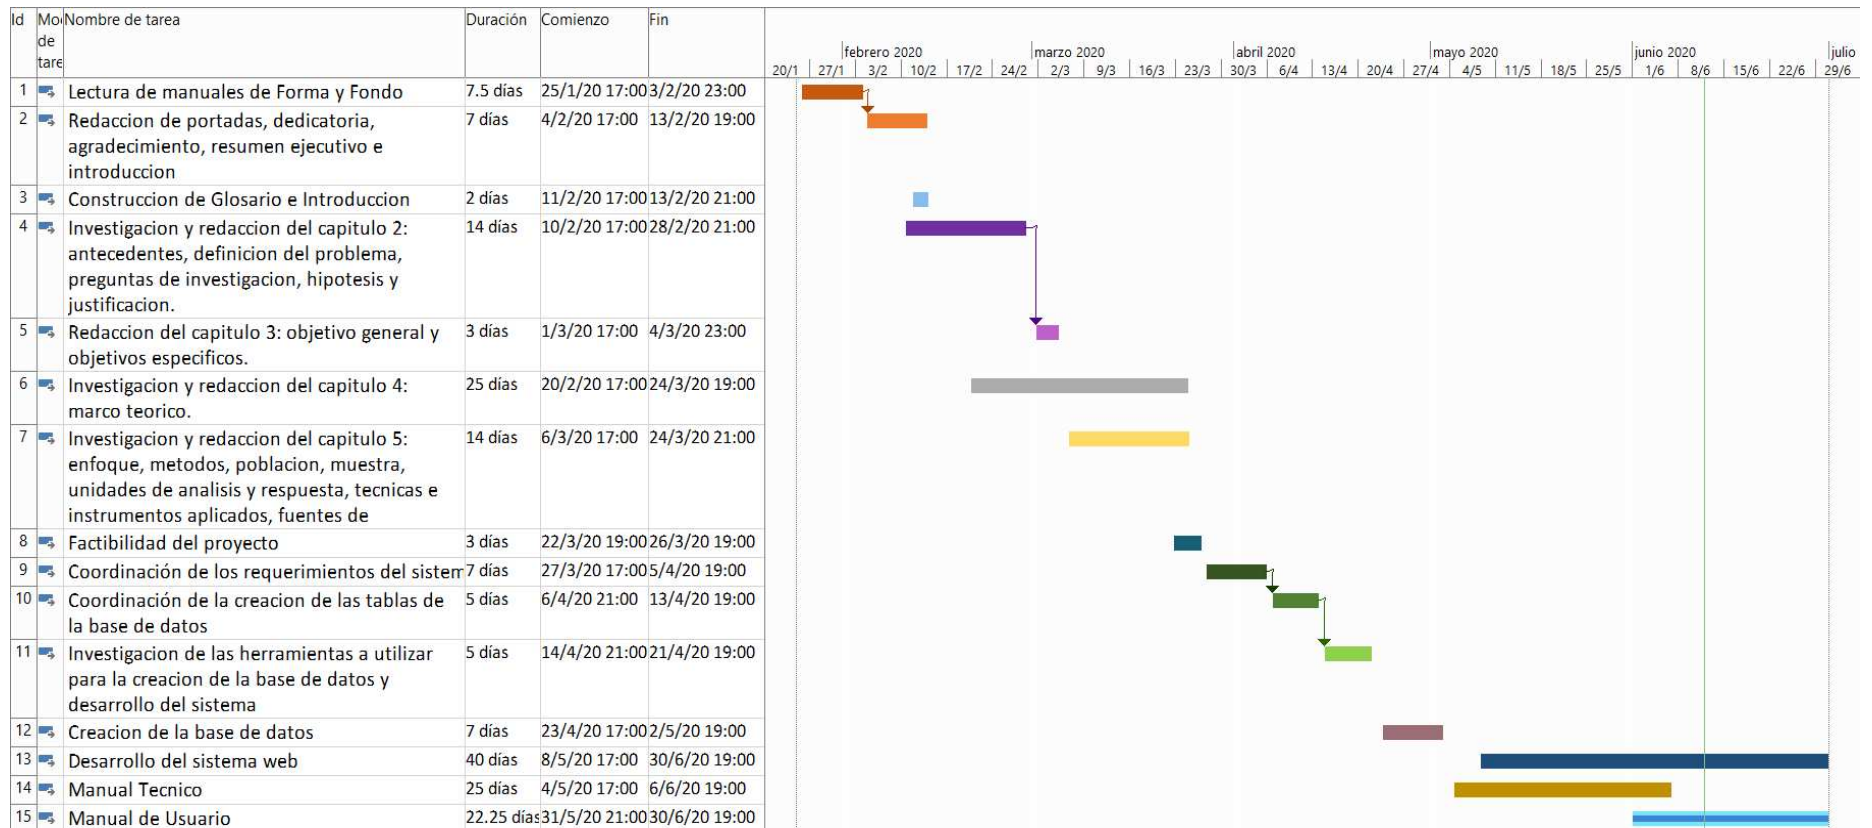 Id Mod Nombre de tarea Duración Comienzo Fin
de
tare
febrero 2020 marzo 2020 abril 2020 mayo 2020 junio 2020 julio
20/1 27/1 3/2 10/2 17/2 24/2 2/3 9/3 16/3 23/3 30/3 6/4 13/4 20/4 27/4 4/5 11/5 18/5 25/5 1/6 8/6 15/6 22/6 29/6
1 Lectura de manuales de Forma y Fondo 7.5 días 25/1/20 17:00 3/2/20 23:00
2 Redaccion de portadas, dedicatoria, 7 días 4/2/20 17:00 13/2/20 19:00
agradecimiento, resumen ejecutivo e
introduccion
3 Construccion de Glosario e Introduccion 2 días 11/2/20 17:00 13/2/20 21:00
4 Investigacion y redaccion del capitulo 2: 14 días 10/2/20 17:00 28/2/20 21:00
antecedentes, definicion del problema,
preguntas de investigacion, hipotesis y
justificacion.
5 Redaccion del capitulo 3: objetivo general y 3 días 1/3/20 17:00 4/3/20 23:00
objetivos especificos.
6 Investigacion y redaccion del capitulo 4: 25 días 20/2/20 17:00 24/3/20 19:00
marco teorico.
7 Investigacion y redaccion del capitulo 5: 14 días 6/3/20 17:00 24/3/20 21:00
enfoque, metodos, poblacion, muestra,
unidades de analisis y respuesta, tecnicas e
instrumentos aplicados, fuentes de
8 Factibilidad del proyecto 3 días 22/3/20 19:00 26/3/20 19:00
9 Coordinación de los requerimientos del sistem 7 días 27/3/20 17:00 5/4/20 19:00
10 Coordinación de la creacion de las tablas de 5 días 6/4/20 21:00 13/4/20 19:00
la base de datos
11 Investigacion de las herramientas a utilizar 5 días 14/4/20 21:00 21/4/20 19:00
para la creacion de la base de datos y
desarrollo del sistema
12 Creacion de la base de datos 7 días 23/4/20 17:00 2/5/20 19:00
13 Desarrollo del sistema web 40 días 8/5/20 17:00 30/6/20 19:00
14 Manual Tecnico 25 días 4/5/20 17:00 6/6/20 19:00
15 Manual de Usuario 22.25 días 31/5/20 21:00 30/6/20 19:00